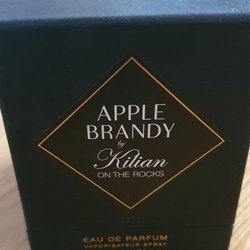 APPLE
BRANDY
by
Kilian
ON THE ROCKS
EAU DE PARFUM
VAPORISATEUR SPRAY